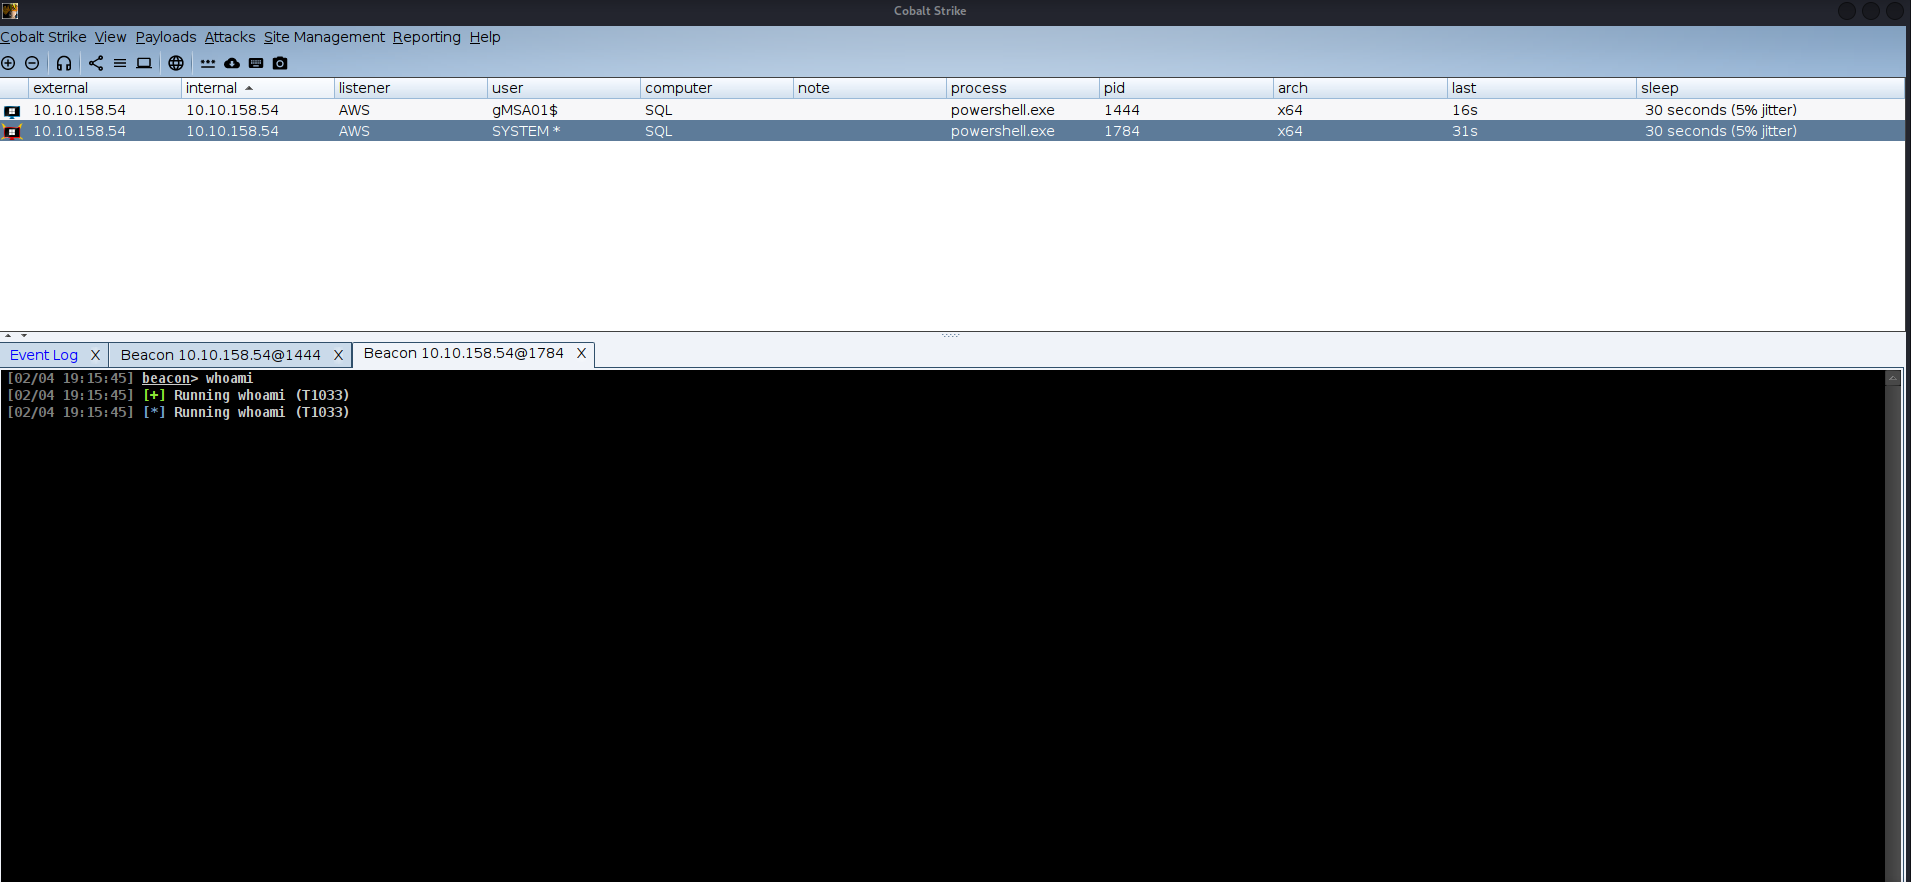 Cobalt Strike
Cobalt Strike View Payloads Attacks Site Management Reporting Help
external internal listener user computer note process pid arch last sleep
10.10.158.54 10.10.158.54 AWS gMSA01$ SQL powershell.exe 1444 x64 16s 30 seconds (5% jitter)
10.10.158.54 10.10.158.54 AWS SYSTEM * SQL powershell.exe 1784 x64 31s 30 seconds (5% jitter)
Event Log X Beacon 10.10.158.54@1444 X Beacon 10.10.158.54@1784 X
[02/04 19:15:45] beacon> whoami
[02/04 19:15:45] [+] Running whoami (T1033)
[02/04 19:15:45] [*] Running whoami (T1033)